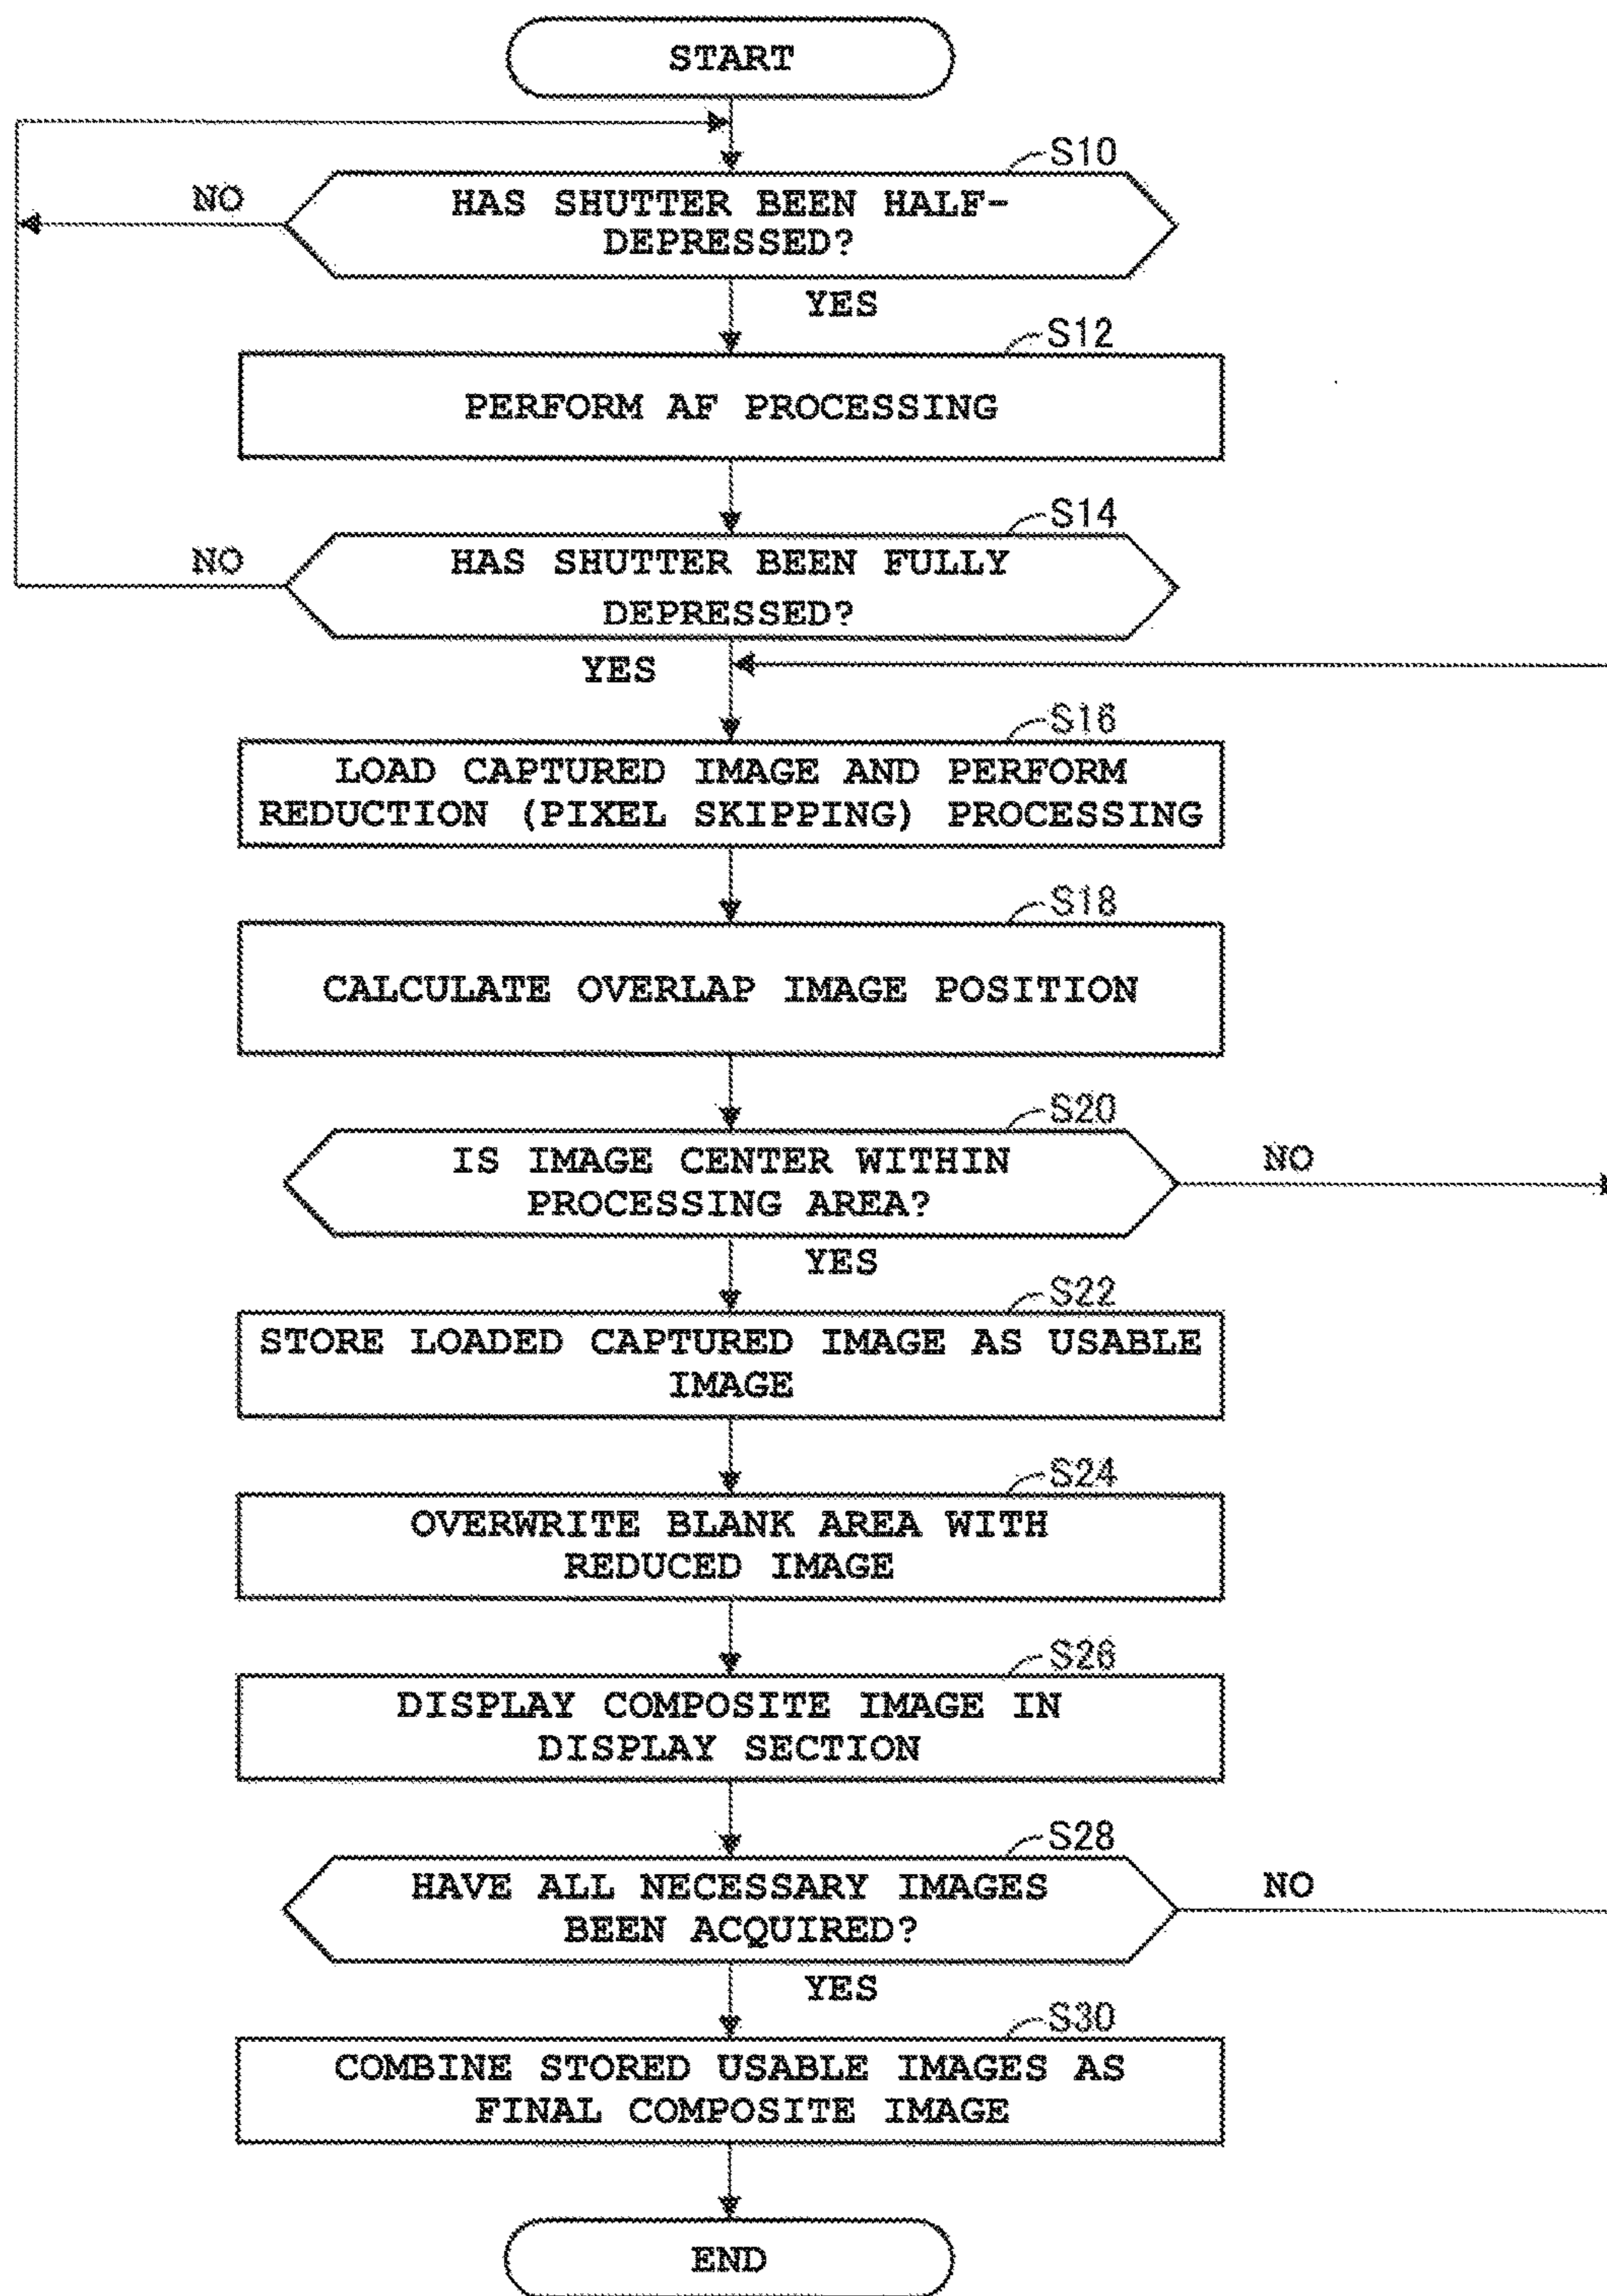 START
S10
NO
HAS SHUTTER BEEN HALF-
DEPRESSED?
YES
S12
PERFORM AF PROCESSING
S14
NO
HAS SHUTTER BEEN FULLY
DEPRESSED?
YES
S16
LOAD CAPTURED IMAGE AND PERFORM
REDUCTION (PIXEL SKIPPING) PROCESSING
S18
CALCULATE OVERLAP IMAGE POSITION
S20
IS IMAGE CENTER WITHIN
PROCESSING AREA?
NO
YES
S22
STORE LOADED CAPTURED IMAGE AS USABLE
IMAGE
S24
OVERWRITE BLANK AREA WITH
REDUCED IMAGE
S26
DISPLAY COMPOSITE IMAGE IN
DISPLAY SECTION
S28
HAVE ALL NECESSARY IMAGES
BEEN ACQUIRED?
NO
YES
S30
COMBINE STORED USABLE IMAGES AS
FINAL COMPOSITE IMAGE
END